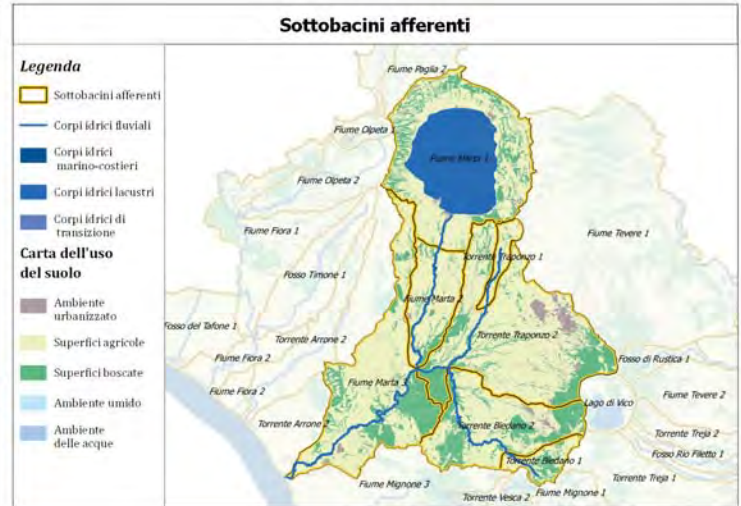 Sottobacini afferenti
Legenda
Sottobacini afferenti
Corpi idrici fluviali
Corpi idrici
marino-costieri
Corpi idrici lacustri
Corpi idrici di
transizione
Carta dell'uso
del suolo
Ambiente
urbanizzato
Superfici agricole
Superfici boscate
Ambiente umido
Ambiente
delle acque
Fiume Paglia 2
Fiume Olpeta 1
Fiume Marta 1
Fiume Olpeta 2
Fiume Fiora 1
Fiume Tevere 1
Torrente Traponzo 1
Fosso Timone 1
Fiume Marta 2
Fosso del Tafone 1
Torrente Arrone 2
Torrente Traponzo 2
Fiume Fiora 2
Fosso di Rustica 1
Fiume Marta 3
Fiume Fiora 2
Lago di Vico
Fiume Tevere 2
Torrente Arrone 2
Torrente Biedano 2
Torrente Treja 2
Fosso Rio Filetto 1
Torrente Biedano 1
Torrente Treja 1
Fiume Mignone 3
Fiume Mignone 1
Torrente Vesca 2